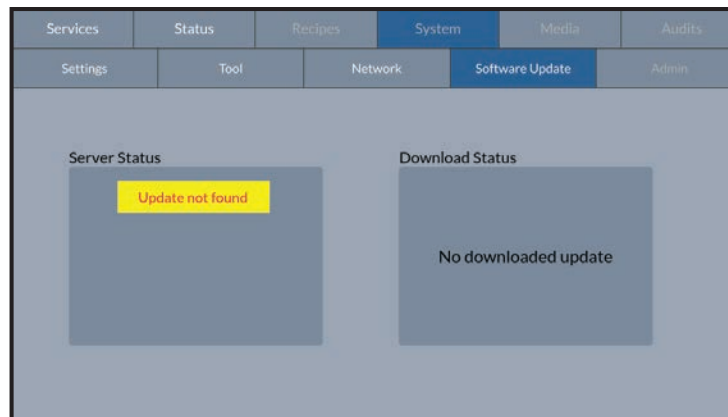 Services Status Recipes System Media Audits
Settings Tool Network Software Update Admin
Server Status Download Status
Update not found
No downloaded update